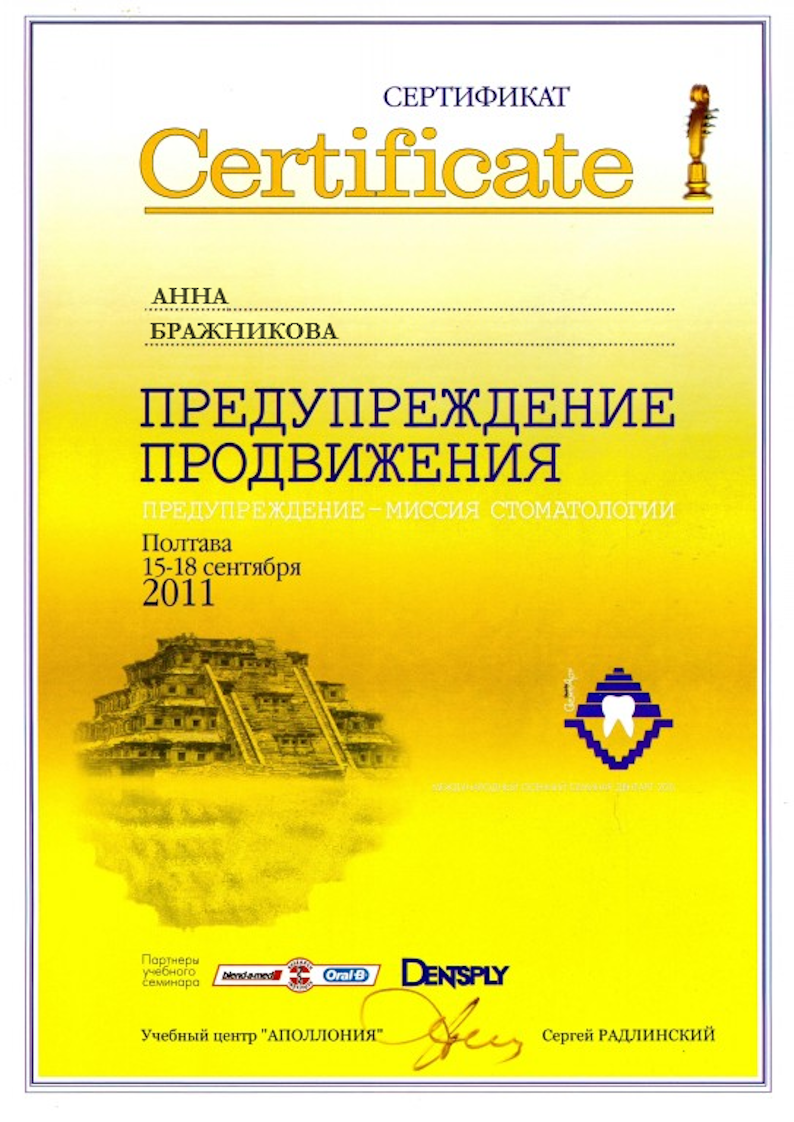 СЕРТИФИКАТ
Certificate
АННА
БРАЖНИКОВА
ПРЕДУПРЕЖДЕНИЕ
ПРОДВИЖЕНИЯ
ПРЕДУПРЕЖДЕНИЕ – МИССИЯ СТОМАТОЛОГИИ
Полтава
15-18 сентября
2011
Партнеры
учебного
семинара
blend-a-med
Oral-B
DENTSPLY
Учебный центр "АПОЛЛОНИЯ"
Сергей РАДЛИНСКИЙ